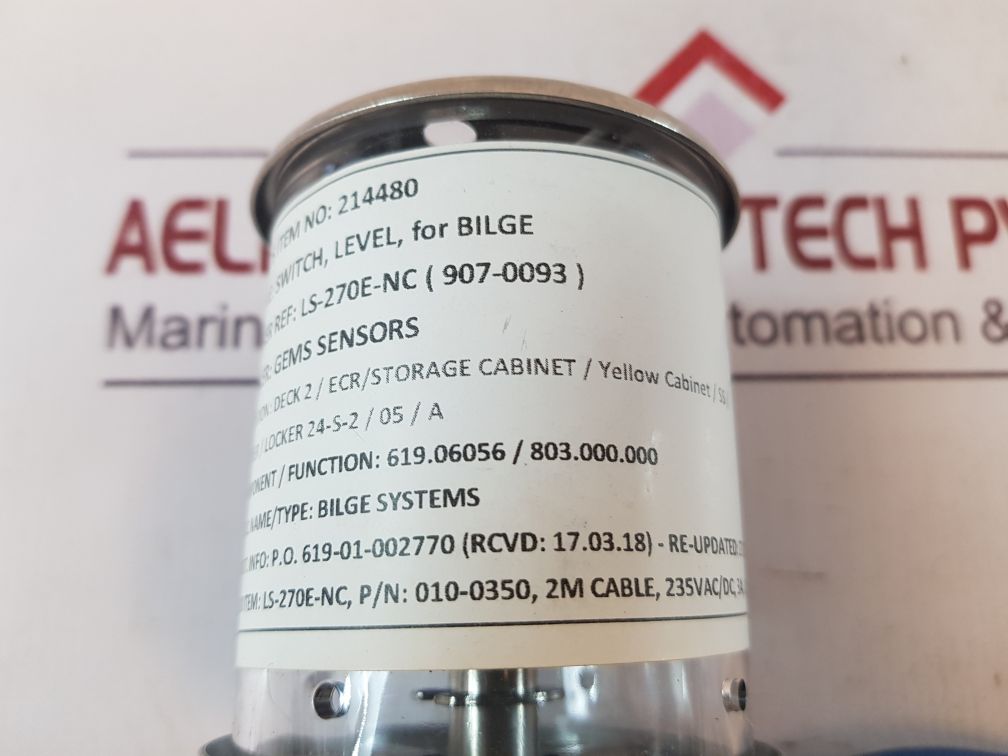 ITEM NO: 214480
SWITCH, LEVEL, for BILGE
REF: LS-270E-NC ( 907-0093 )
GEMS SENSORS
DECK 2 / ECR/STORAGE CABINET / Yellow Cabinet /
/ LOCKER 24-S-2 / 05 / A
/ FUNCTION: 619.06056 / 803.000.000
NAME/TYPE: BILGE SYSTEMS
INFO: P.O. 619-01-002770 (RCVD: 17.03.18) - RE-UPDATED:
LS-270E-NC, P/N: 010-0350, 2M CABLE, 235VAC/DC,
AEL TECH PV
Marin tomation &